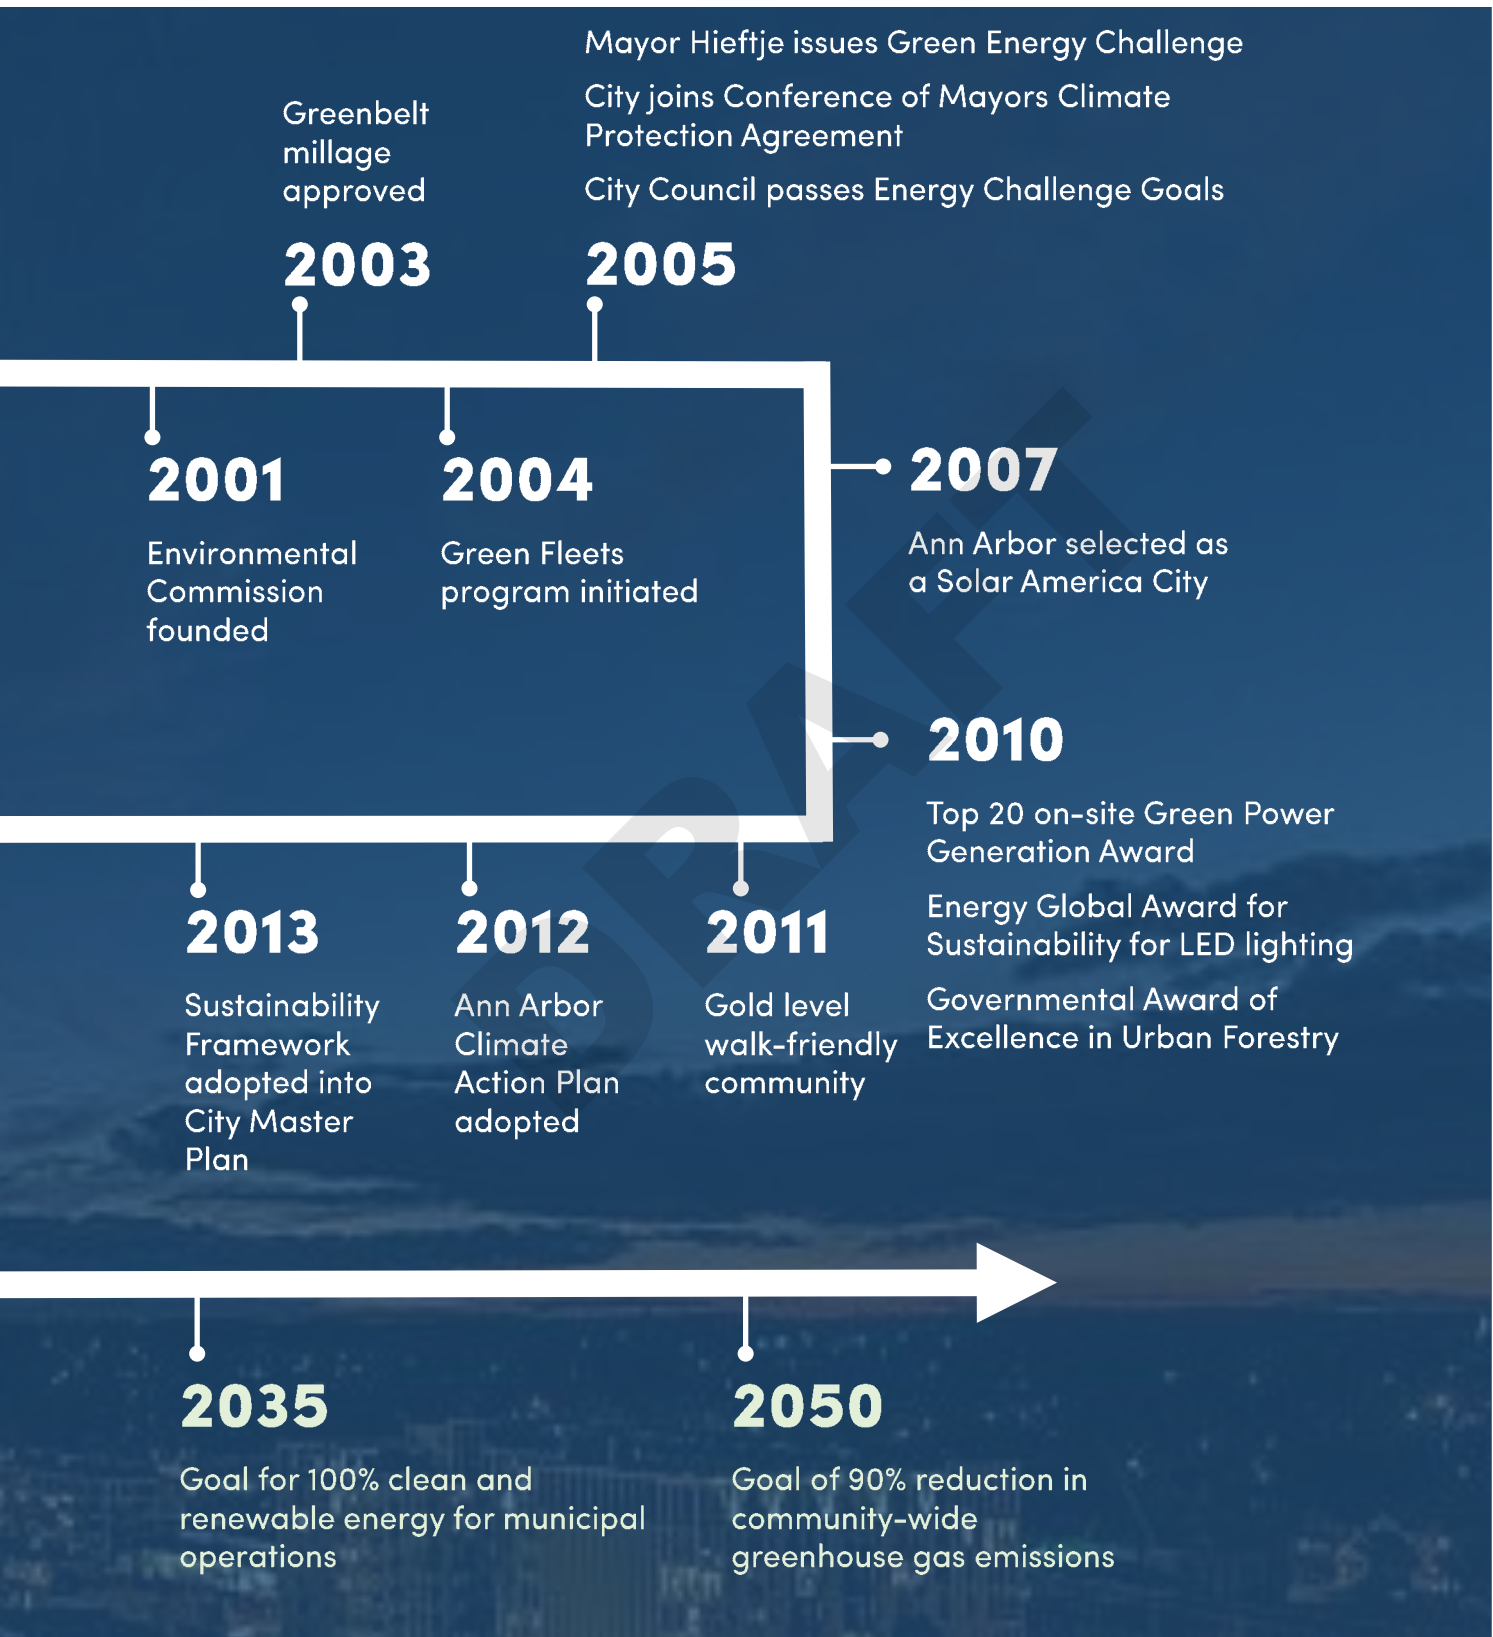 Mayor Hieftje issues Green Energy Challenge
City joins Conference of Mayors Climate
Protection Agreement
City Council passes Energy Challenge Goals
Greenbelt
millage
approved
2003
2005
2001
Environmental
Commission
founded
2004
Green Fleets
program initiated
2007
Ann Arbor selected as
a Solar America City
2010
Top 20 on-site Green Power
Generation Award
Energy Global Award for
Sustainability for LED lighting
Governmental Award of
Excellence in Urban Forestry
2013
Sustainability
Framework
adopted into
City Master
Plan
2012
Ann Arbor
Climate
Action Plan
adopted
2011
Gold level
walk-friendly
community
2035
Goal for 100% clean and
renewable energy for municipal
operations
2050
Goal of 90% reduction in
community-wide
greenhouse gas emissions
DRAFT